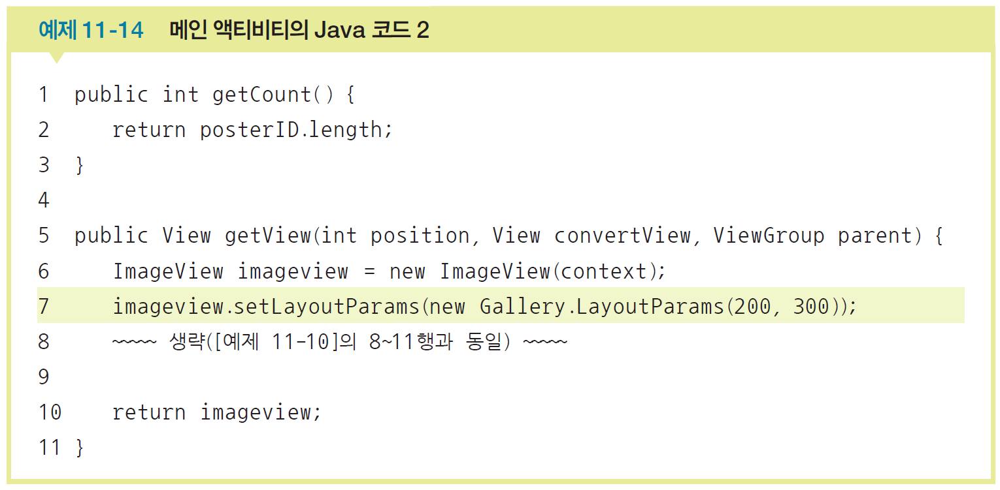 예제 11-14 메인 액티비티의 Java 코드 2
1 public int getCount() {
2 return posterID.length;
3 }
4
5 public View getView(int position, View convertView, ViewGroup parent) {
6 ImageView imageview = new ImageView(context);
7 imageview.setLayoutParams(new Gallery.LayoutParams(200, 300));
8 ~~~~~ 생략([예제 11-10]의 8~11행과 동일) ~~~~~
9
10 return imageview;
11 }